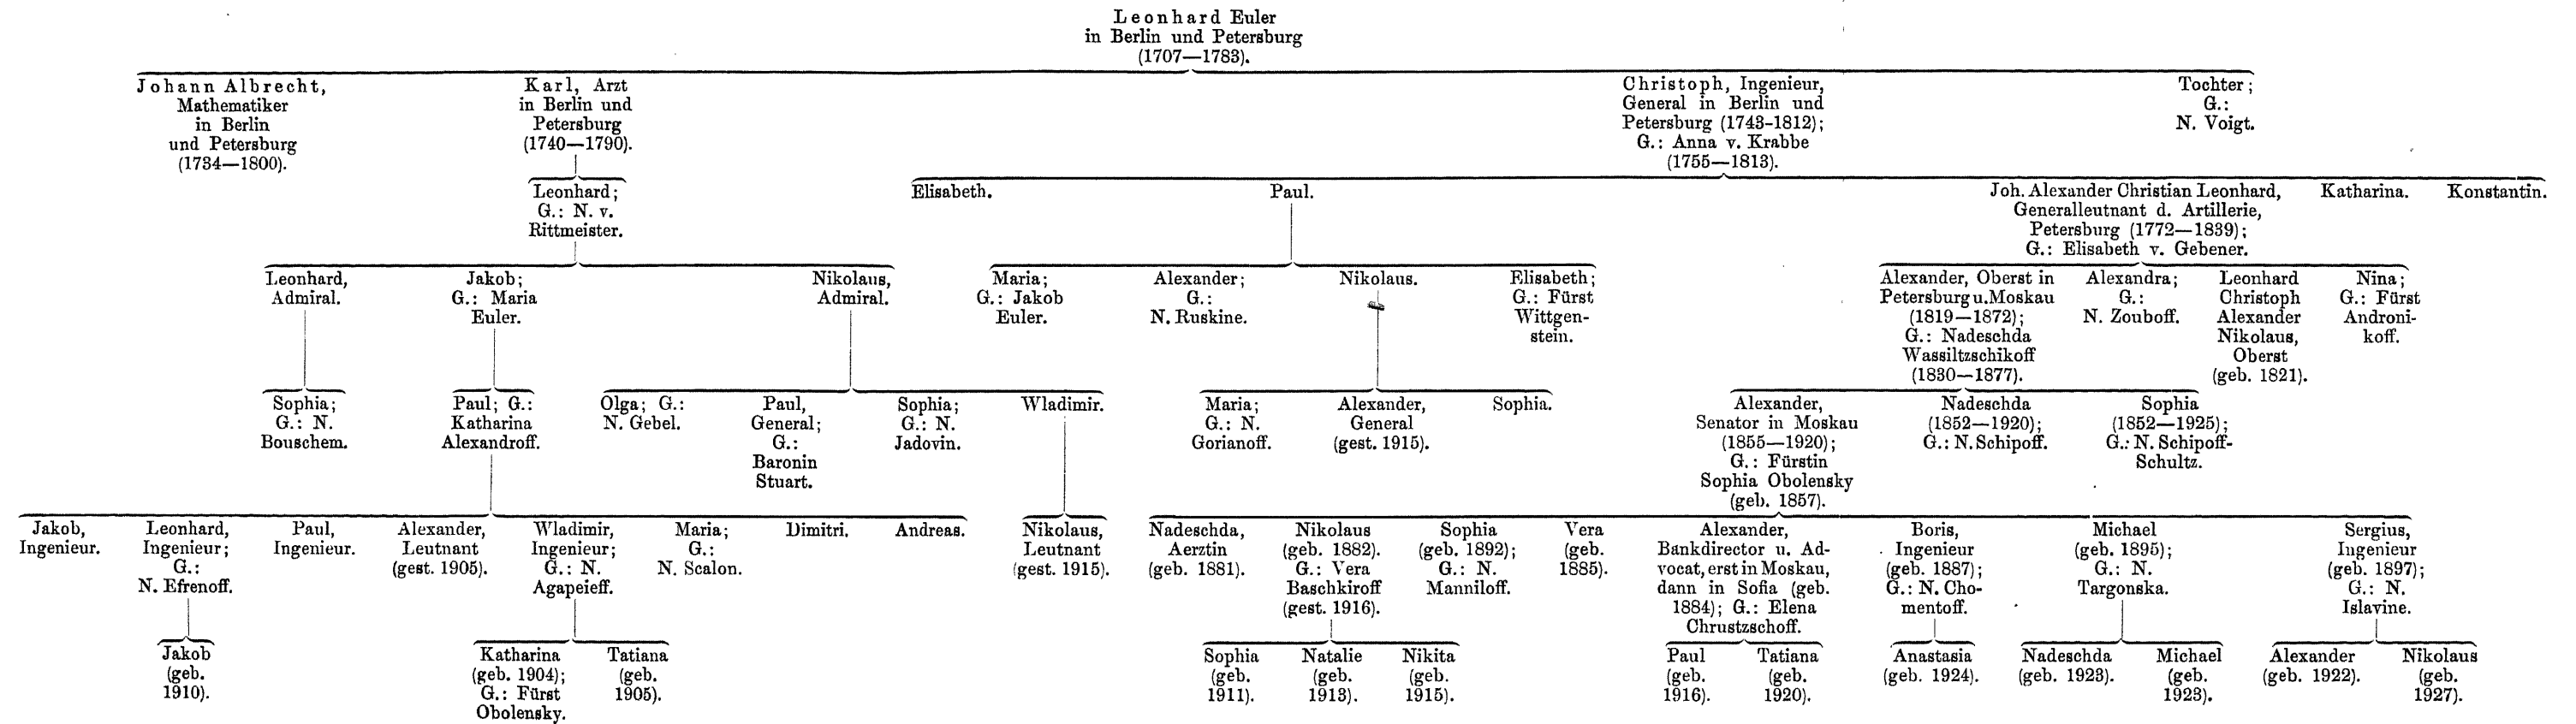 Leonhard Euler
in Berlin und Petersburg
(1707—1783).
Johann Albrecht,
Mathematiker
in Berlin
und Petersburg
(1734—1800).
Karl, Arzt
in Berlin und
Petersburg
(1740—1790).
Christoph, Ingenieur,
General in Berlin und
Petersburg (1743-1812);
G.: Anna v. Krabbe
(1755—1813).
Tochter;
G.:
N. Voigt.
Leonhard;
G.: N. v.
Rittmeister.
Elisabeth.
Paul.
Joh. Alexander Christian Leonhard,
Generalleutnant d. Artillerie,
Petersburg (1772—1839);
G.: Elisabeth v. Gebener.
Katharina.
Konstantin.
Leonhard,
Admiral.
Jakob;
G.: Maria
Euler.
Nikolaus,
Admiral.
Maria;
G.: Jakob
Euler.
Alexander;
G.:
N. Ruskine.
Nikolaus.
Elisabeth;
G.: Fürst
Wittgen-
stein.
Alexander, Oberst in
Petersburg u. Moskau
(1819—1872);
G.: Nadeschda
Wassiltzschikoff
(1830—1877).
Alexandra;
G.:
N. Zouboff.
Leonhard
Christoph
Alexander
Nikolaus,
Oberst
(geb. 1821).
Nina;
G.: Fürst
Androni-
koff.
Sophia;
G.: N.
Bouschem.
Paul; G.:
Katharina
Alexandroff.
Olga; G.:
N. Gebel.
Paul,
General;
G.:
Baronin
Stuart.
Sophia;
G.: N.
Jadovin.
Wladimir.
Maria;
G.: N.
Gorianoff.
Alexander,
General
(gest. 1915).
Sophia.
Alexander,
Senator in Moskau
(1855—1920);
G.: Fürstin
Sophia Obolensky
(geb. 1857).
Nadeschda
(1852—1920);
G.: N. Schipoff.
Sophia
(1852—1925);
G.: N. Schipoff-
Schultz.
Jakob,
Ingenieur.
Leonhard,
Ingenieur;
G.:
N. Efrenoff.
Paul,
Ingenieur.
Alexander,
Leutnant
(gest. 1905).
Wladimir,
Ingenieur;
G.: N.
Agapeieff.
Maria;
G.:
N. Scalon.
Dimitri.
Andreas.
Nikolaus,
Leutnant
(gest. 1915).
Nadeschda,
Aerztin
(geb. 1881).
Nikolaus
(geb. 1882).
G.: Vera
Baschkiroff
(gest. 1916).
Sophia
(geb. 1892);
G.: N.
Manniloff.
Vera
(geb.
1885).
Alexander,
Bankdirector u. Ad-
vocat, erst in Moskau,
dann in Sofia (geb.
1884); G.: Elena
Chrustzschoff.
Boris,
Ingenieur
(geb. 1887);
G.: N. Cho-
mentoff.
Michael
(geb. 1895);
G.: N.
Targonska.
Sergius,
Ingenieur
(geb. 1897);
G.: N.
Islavine.
Jakob
(geb.
1910).
Katharina
(geb. 1904);
G.: Fürst
Obolensky.
Tatiana
(geb.
1905).
Sophia
(geb.
1911).
Natalie
(geb.
1913).
Nikita
(geb.
1915).
Paul
(geb.
1916).
Tatiana
(geb.
1920).
Anastasia
(geb. 1924).
Nadeschda
(geb. 1923).
Michael
(geb.
1923).
Alexander
(geb. 1922).
Nikolaus
(geb.
1927).